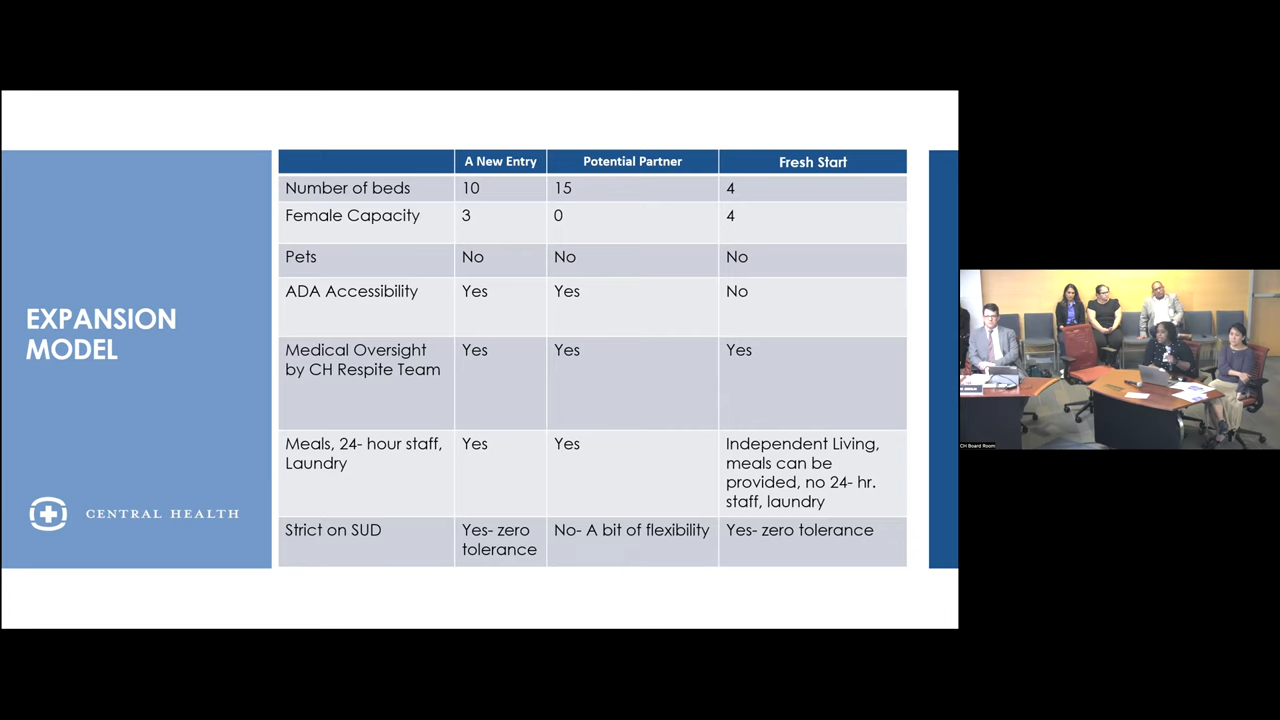 EXPANSION
MODEL
CENTRAL HEALTH
A New Entry
Potential Partner
Fresh Start
Number of beds
10
15
4
Female Capacity
3
0
4
Pets
No
No
No
ADA Accessibility
Yes
Yes
No
Medical Oversight
by CH Respite Team
Yes
Yes
Yes
Meals, 24- hour staff,
Laundry
Yes
Yes
Independent Living,
meals can be
provided, no 24- hr.
staff, laundry
Strict on SUD
Yes- zero
tolerance
No- A bit of flexibility
Yes- zero tolerance
CH Board Room